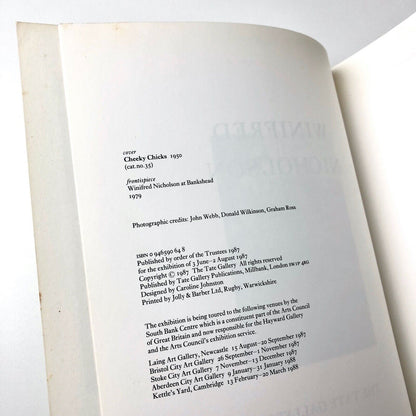 cover
Cheeky Chicks 1950
(cat.no.35)
frontispiece
Winifred Nicholson at Bankshead
1979
Photographic credits: John Webb, Donald Wilkinson, Graham Ross
ISBN 0 946590 64 8
Published by order of the Trustees 1987
for the exhibition of 3 June–2 August 1987
Copyright © 1987 The Tate Gallery All rights reserved
Published by Tate Gallery Publications, Millbank, London SW1P 4RG
Designed by Caroline Johnston
Printed by Jolly & Barber Ltd, Rugby, Warwickshire
The exhibition is being toured to the following venues by the
South Bank Centre which is a constituent part of the Arts Council
of Great Britain and now responsible for the Hayward Gallery
and the Arts Council's exhibition service.
Laing Art Gallery, Newcastle 15 August–20 September 1987
Bristol City Art Gallery 26 September–1 November 1987
Stoke City Art Gallery 7 November–13 December 1987
Aberdeen City Art Gallery 9 January–31 January 1988
Kettle's Yard, Cambridge 13 February–20 March 1988